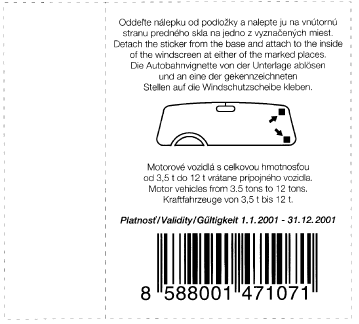 Oddeľte nálepku od podložky a nalepte ju na vnútornú
stranu predného skla na jedno z vyznačených miest.
Detach the sticker from the base and attach to the inside
of the windscreen at either of the marked places.
Die Autobahnvignette von der Unterlage ablösen
und an eine der gekennzeichneten
Stellen auf die Windschutzscheibe kleben.
Motorové vozidlá s celkovou hmotnosťou
od 3,5 t do 12 t vrátane prípojného vozidla.
Motor vehicles from 3.5 tons to 12 tons.
Kraftfahrzeuge von 3,5 t bis 12 t.
Platnosť/Validity/Gültigkeit 1.1.2001 - 31.12.2001
8 588001 471071